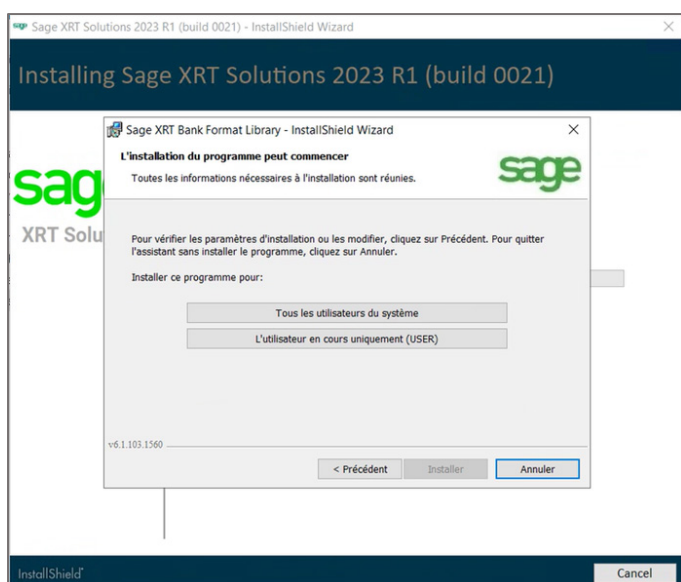 sage Sage XRT Solutions 2023 R1 (build 0021) - InstallShield Wizard
Installing Sage XRT Solutions 2023 R1 (build 0021)
sag
XRT Solu
Sage XRT Bank Format Library - InstallShield Wizard
L'installation du programme peut commencer
Toutes les informations nécessaires à l'installation sont réunies.
sage
Pour vérifier les paramètres d'installation ou les modifier, cliquez sur Précédent. Pour quitter
l'assistant sans installer le programme, cliquez sur Annuler.
Installer ce programme pour:
Tous les utilisateurs du système
L'utilisateur en cours uniquement (USER)
v6.1.103.1560
< Précédent Installer Annuler
InstallShield Cancel